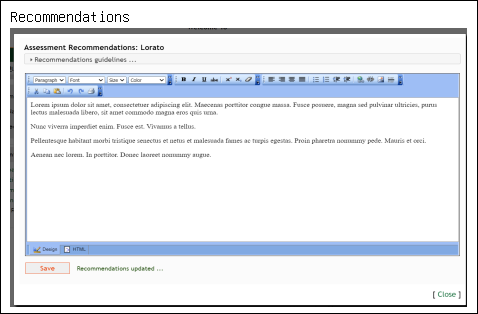 Recommendations
Assessment Recommendations: Lorato
Recommendations guidelines ...
Paragraph Font Size Color B I U abc
Lorem ipsum dolor sit amet, consectetuer adipiscing elit. Maecenas porttitor congue massa. Fusce posuere, magna sed pulvinar ultricies, purus
lectus malesuada libero, sit amet commodo magna eros quis urna.
Nunc viverra imperdiet enim. Fusce est. Vivamus a tellus.
Pellentesque habitant morbi tristique senectus et netus et malesuada fames ac turpis egestas. Proin pharetra nonummy pede. Mauris et orci.
Aenean nec lorem. In porttitor. Donec laoreet nonummy augue.
Design HTML
Save Recommendations updated ...
[ Close ]